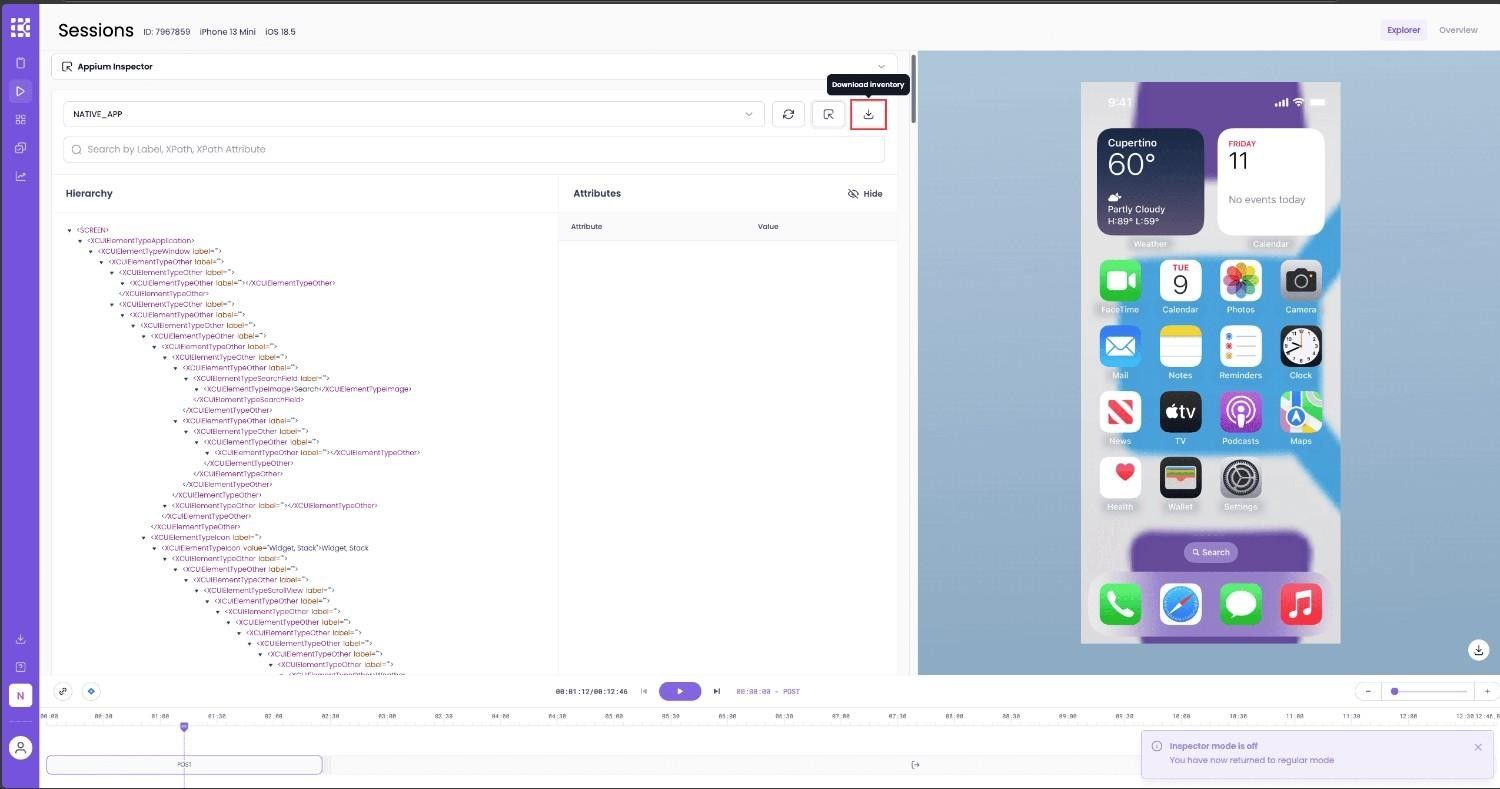 Sessions ID: 7967859 iPhone 13 Mini iOS 18.5
Explorer Overview
Appium Inspector
Download inventory
NATIVE_APP
Search by Label, XPath, XPath Attribute
Hierarchy
Attributes
Hide
Attribute Value
<SCREEN>
<XCUIElementTypeApplication>
<XCUIElementTypeWindow label="">
<XCUIElementTypeOther label="">
<XCUIElementTypeOther label="">
<XCUIElementTypeOther label=""></XCUIElementTypeOther>
</XCUIElementTypeOther>
<XCUIElementTypeOther label="">
<XCUIElementTypeOther label="">
<XCUIElementTypeOther label="">
<XCUIElementTypeOther label="">
<XCUIElementTypeOther label="">
<XCUIElementTypeOther label="">
<XCUIElementTypeOther label="">
<XCUIElementTypeSearchField label="">
<XCUIElementTypeImage>Search</XCUIElementTypeImage>
</XCUIElementTypeSearchField>
</XCUIElementTypeOther>
<XCUIElementTypeOther label="">
<XCUIElementTypeOther label="">
<XCUIElementTypeOther label="">
<XCUIElementTypeOther label=""></XCUIElementTypeOther>
</XCUIElementTypeOther>
</XCUIElementTypeOther>
</XCUIElementTypeOther>
</XCUIElementTypeOther>
<XCUIElementTypeOther label=""></XCUIElementTypeOther>
</XCUIElementTypeOther>
</XCUIElementTypeOther>
<XCUIElementTypeIcon label="">
<XCUIElementTypeIcon value="Widget, Stack">Widget, Stack
<XCUIElementTypeOther label="">
<XCUIElementTypeOther label="">
<XCUIElementTypeOther label="">
<XCUIElementTypeScrollView label="">
<XCUIElementTypeOther label="">
<XCUIElementTypeOther label="">
<XCUIElementTypeOther label="">
<XCUIElementTypeOther label="">
<XCUIElementTypeOther label="">
<XCUIElementTypeOther label="">
<XCUIElementTypeOther label="">
9:41
Cupertino
60°
Partly Cloudy
H:89° L:59°
Weather
FRIDAY
11
No events today
Calendar
FaceTime
TUE
9
Calendar
Photos
Camera
Mail
Notes
Reminders
Clock
News
tv
TV
Podcasts
Maps
Health
Wallet
Settings
Search
N
00:01:12/00:12:46
00:00:00 - POST
00:00 00:30 01:00 01:30 02:00 02:30 03:00 03:30 04:00 04:30 05:00 05:30 06:00 06:30 07:00 07:30 08:00 08:30 09:00 09:30 10:00 10:30 11:00 11:30 12:00 12:30
POST
Inspector mode is off
You have now returned to regular mode